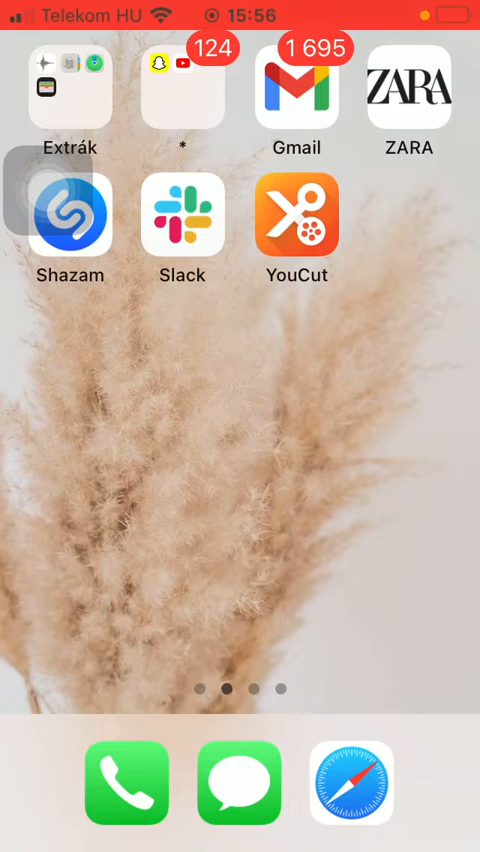 Telekom HU 15:56
124 1 695
ZARA
Extrák * Gmail ZARA
Shazam Slack YouCut